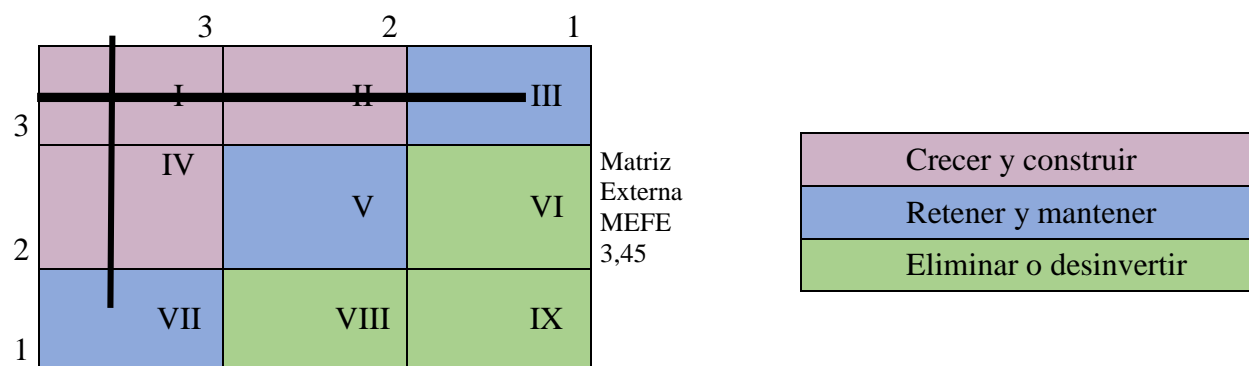 3
2
1
I
II
III
3
IV
V
VI
2
VII
VIII
IX
1
Matriz
Externa
MEFE
3,45
Crecer y construir
Retener y mantener
Eliminar o desinvertir